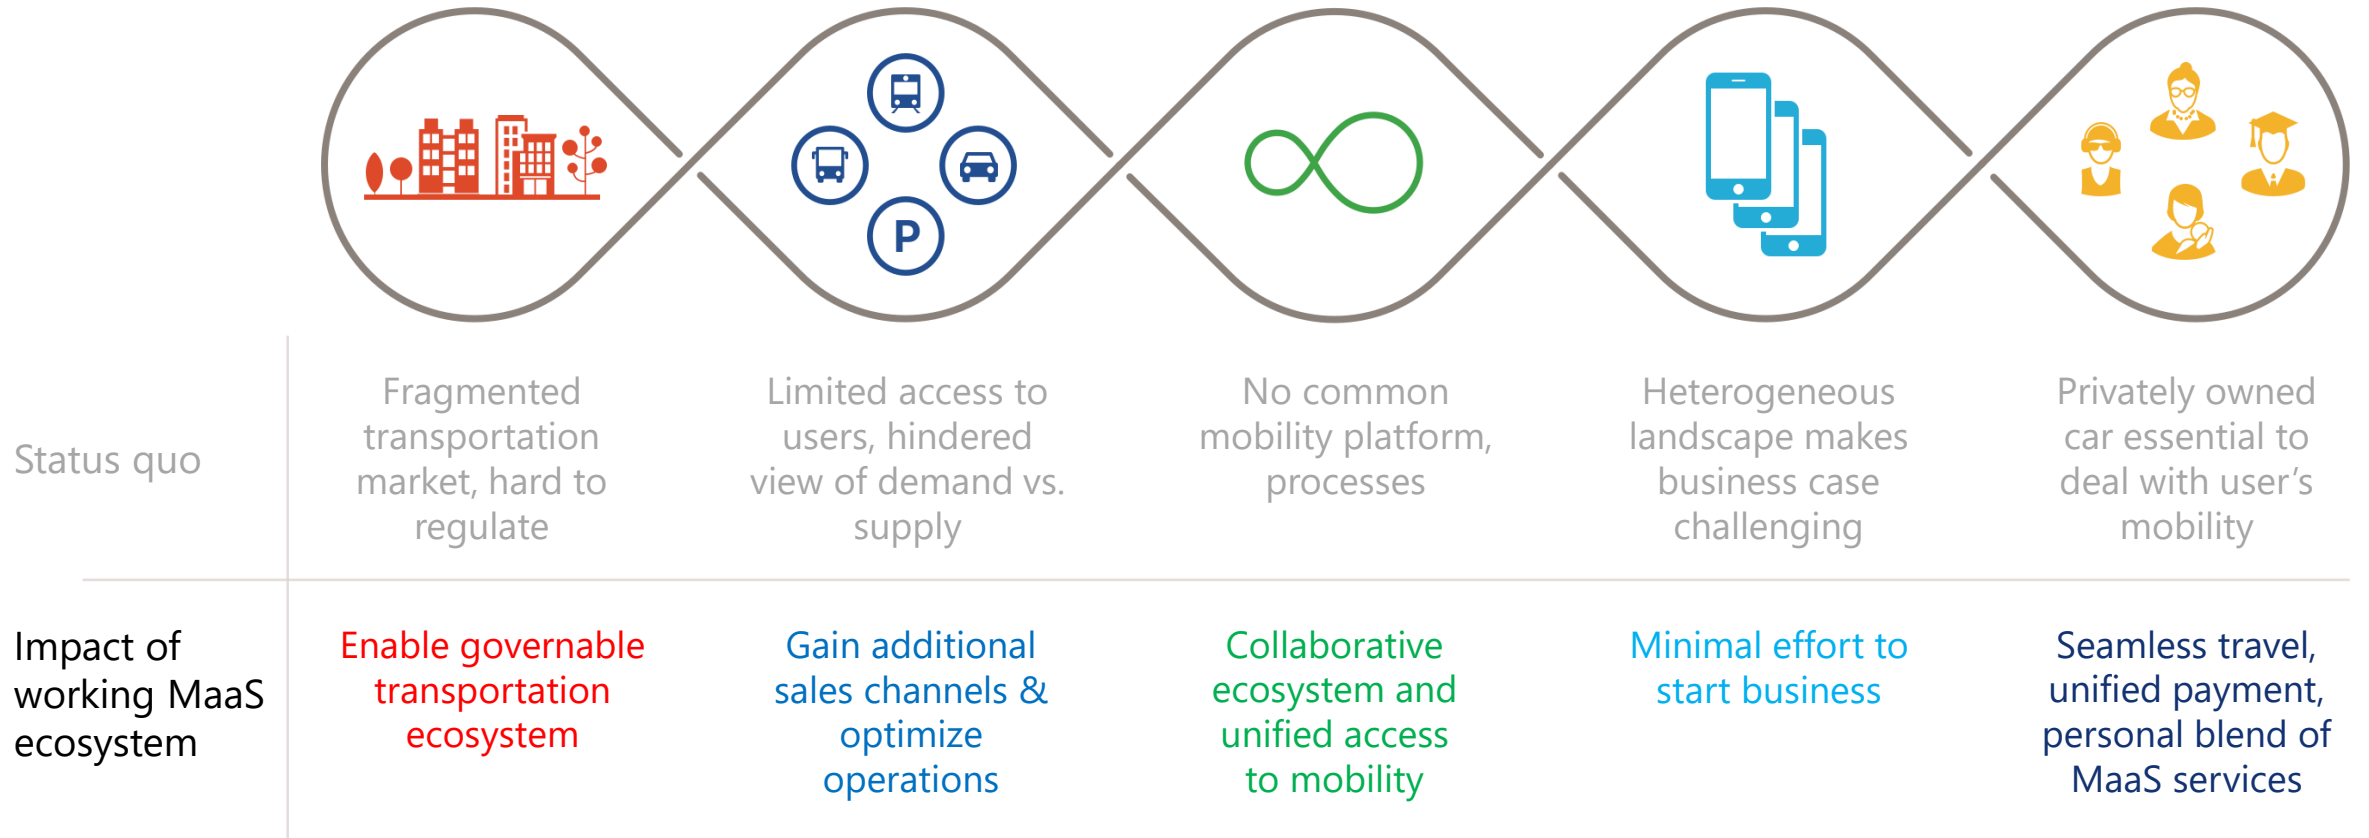 P
Status quo
Fragmented
transportation
market, hard to
regulate
Limited access to
users, hindered
view of demand vs.
supply
No common
mobility platform,
processes
Heterogeneous
landscape makes
business case
challenging
Privately owned
car essential to
deal with user’s
mobility
Impact of
working MaaS
ecosystem
Enable governable
transportation
ecosystem
Gain additional
sales channels &
optimize
operations
Collaborative
ecosystem and
unified access
to mobility
Minimal effort to
start business
Seamless travel,
unified payment,
personal blend of
MaaS services